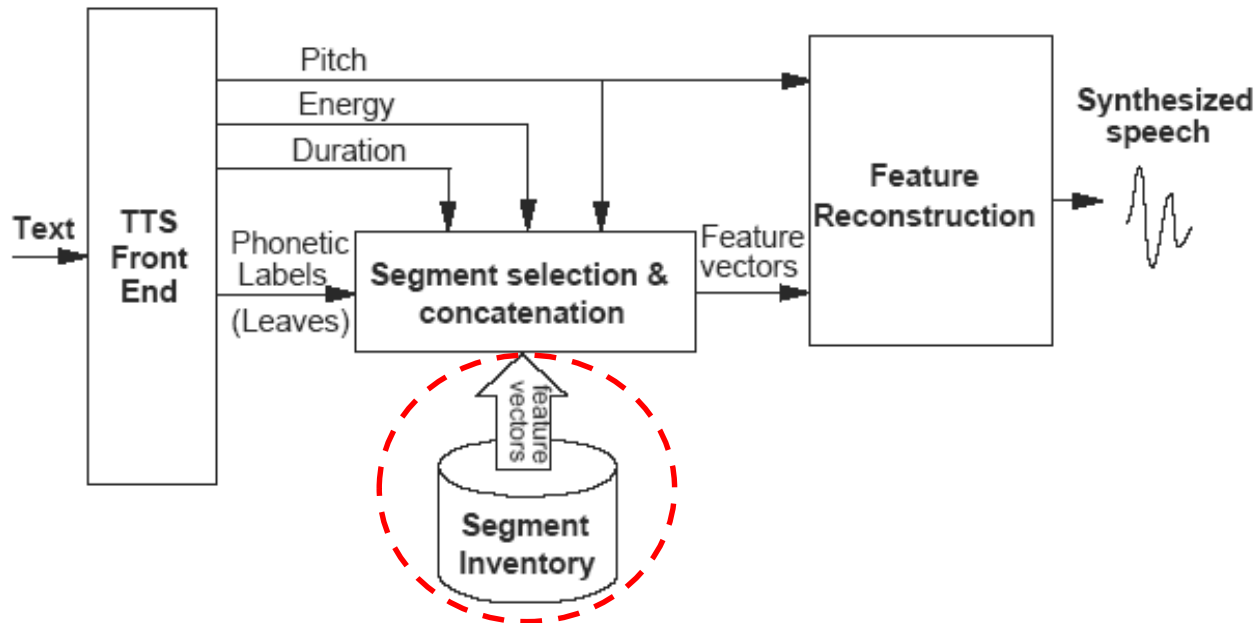 Text
TTS
Front
End
Pitch
Energy
Duration
Phonetic
Labels
(Leaves)
Segment selection &
concatenation
feature
vectors
Segment
Inventory
Feature
vectors
Feature
Reconstruction
Synthesized
speech